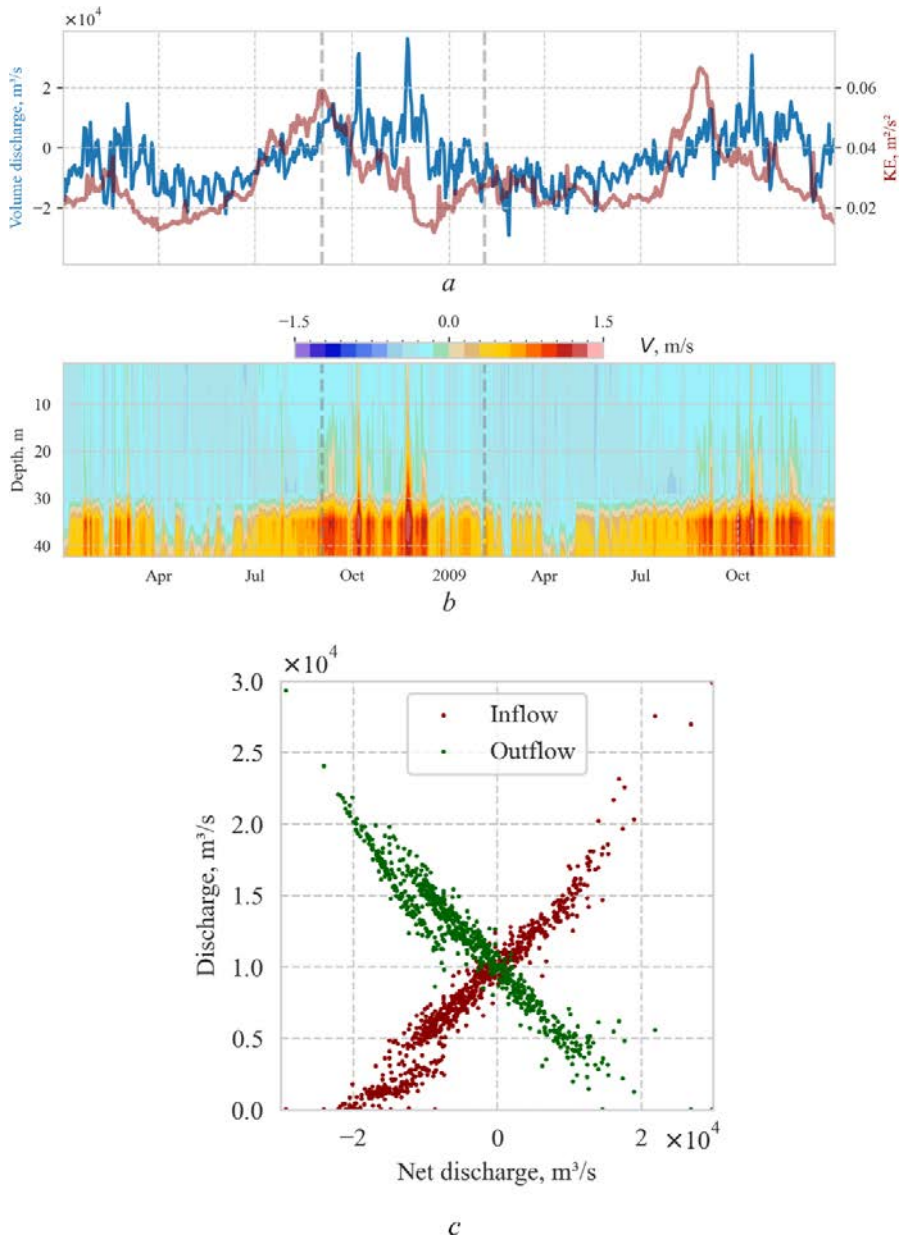 ×10⁴
Volume discharge, m³/s
2
0
−2
0.06
0.04
0.02
KE, m²/s²
a
−1.5 0.0 1.5
V, m/s
Depth, m
10
20
30
40
Apr Jul Oct 2009 Apr Jul Oct
b
×10⁴
3.0
2.5
2.0
1.5
1.0
0.5
0.0
Discharge, m³/s
Inflow
Outflow
−2 0 2 ×10⁴
Net discharge, m³/s
c